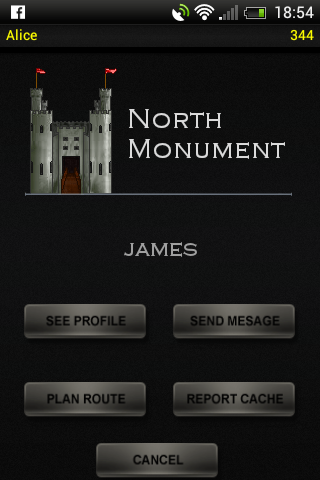 18:54
Alice 344
North
Monument
JAMES
SEE PROFILE SEND MESAGE
PLAN ROUTE REPORT CACHE
CANCEL